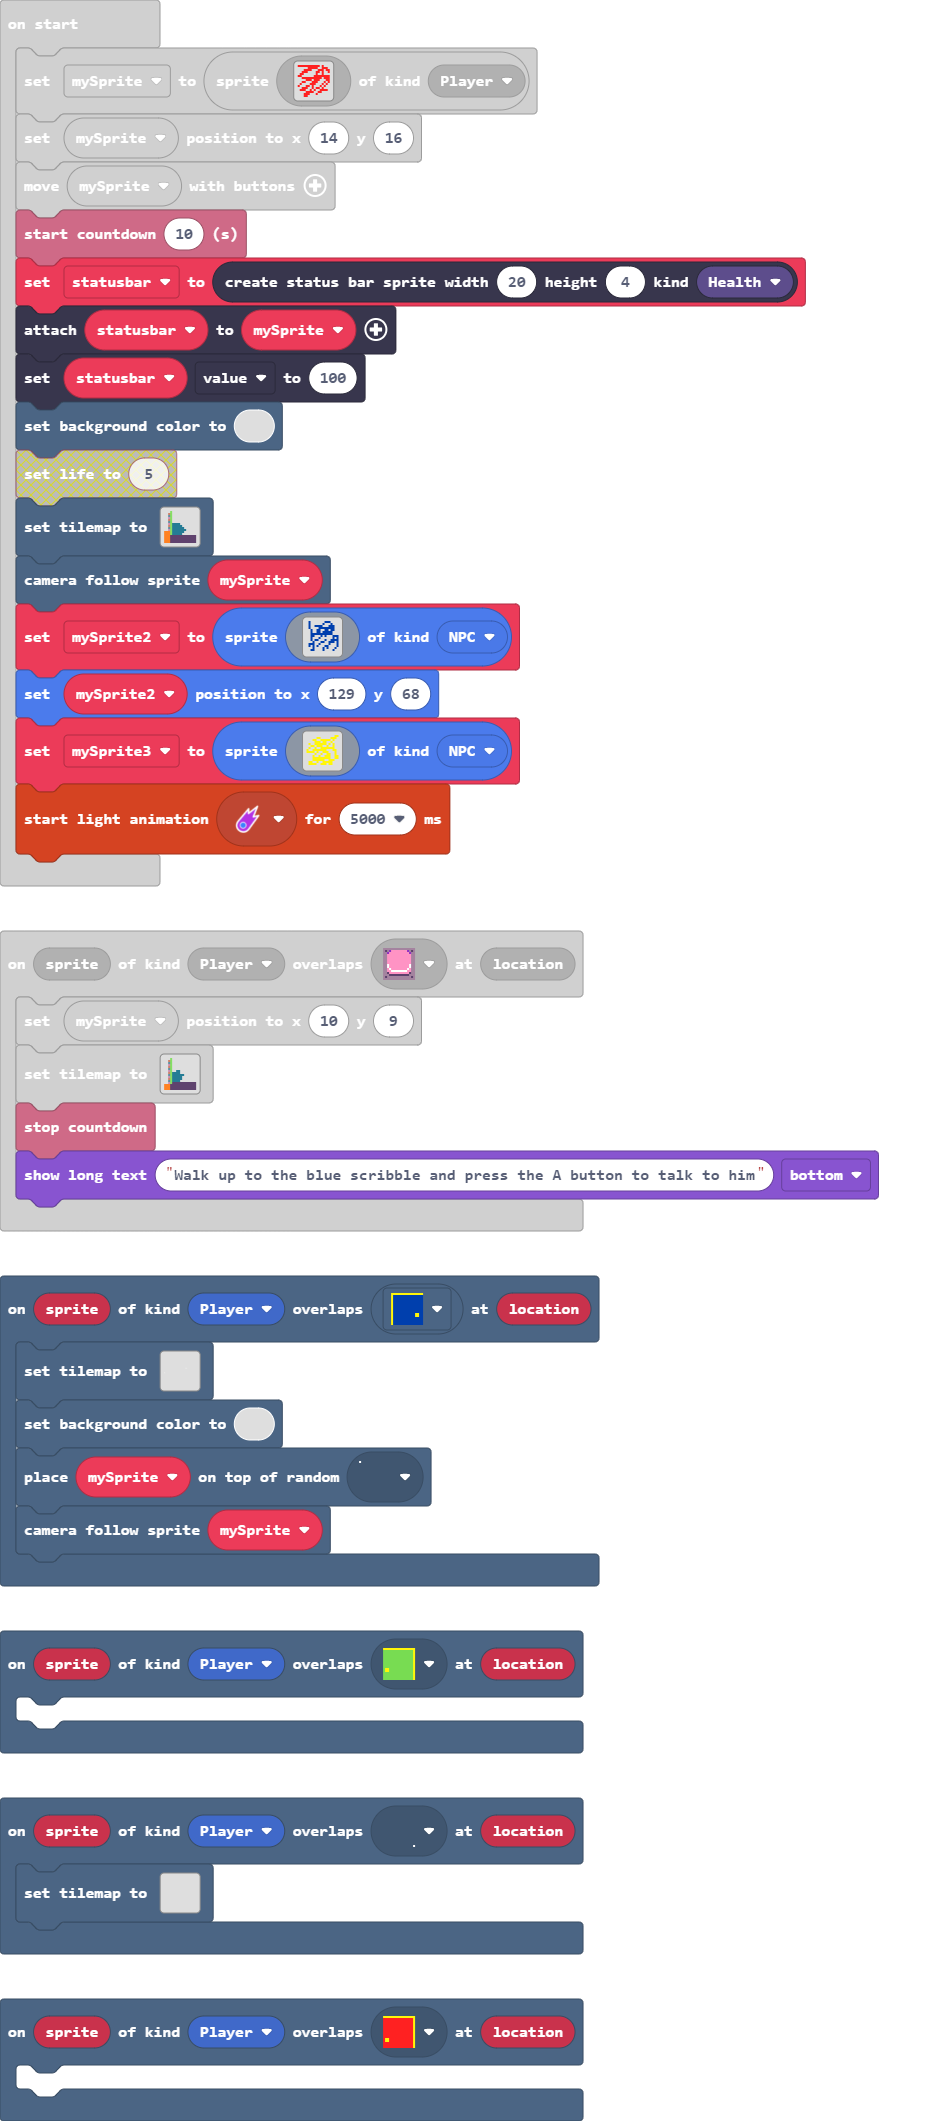 on start
set mySprite to sprite of kind Player
set mySprite position to x 14 y 16
move mySprite with buttons
start countdown 10 (s)
set statusbar to create status bar sprite width 20 height 4 kind Health
attach statusbar to mySprite
set statusbar value to 100
set background color to
set life to 5
set tilemap to
camera follow sprite mySprite
set mySprite2 to sprite of kind NPC
set mySprite2 position to x 129 y 68
set mySprite3 to sprite of kind NPC
start light animation for 5000 ms
on sprite of kind Player overlaps at location
set mySprite position to x 10 y 9
set tilemap to
stop countdown
show long text "Walk up to the blue scribble and press the A button to talk to him" bottom
on sprite of kind Player overlaps at location
set tilemap to
set background color to
place mySprite on top of random
camera follow sprite mySprite
on sprite of kind Player overlaps at location
on sprite of kind Player overlaps at location
set tilemap to
on sprite of kind Player overlaps at location